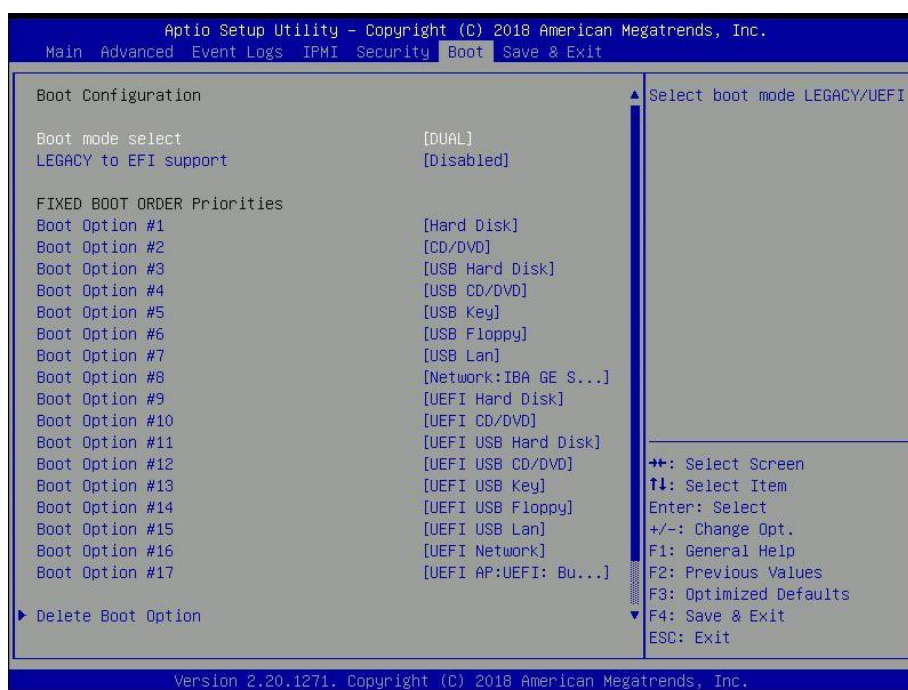 Aptio Setup Utility – Copyright (C) 2018 American Megatrends, Inc.
Main Advanced Event Logs IPMI Security Boot Save & Exit
Boot Configuration
Boot mode select [DUAL]
LEGACY to EFI support [Disabled]
FIXED BOOT ORDER Priorities
Boot Option #1 [Hard Disk]
Boot Option #2 [CD/DVD]
Boot Option #3 [USB Hard Disk]
Boot Option #4 [USB CD/DVD]
Boot Option #5 [USB Key]
Boot Option #6 [USB Floppy]
Boot Option #7 [USB Lan]
Boot Option #8 [Network:IBA GE S...]
Boot Option #9 [UEFI Hard Disk]
Boot Option #10 [UEFI CD/DVD]
Boot Option #11 [UEFI USB Hard Disk]
Boot Option #12 [UEFI USB CD/DVD]
Boot Option #13 [UEFI USB Key]
Boot Option #14 [UEFI USB Floppy]
Boot Option #15 [UEFI USB Lan]
Boot Option #16 [UEFI Network]
Boot Option #17 [UEFI AP:UEFI: Bu...]
▶ Delete Boot Option
Select boot mode LEGACY/UEFI
→←: Select Screen
↑↓: Select Item
Enter: Select
+/-: Change Opt.
F1: General Help
F2: Previous Values
F3: Optimized Defaults
F4: Save & Exit
ESC: Exit
Version 2.20.1271. Copyright (C) 2018 American Megatrends, Inc.